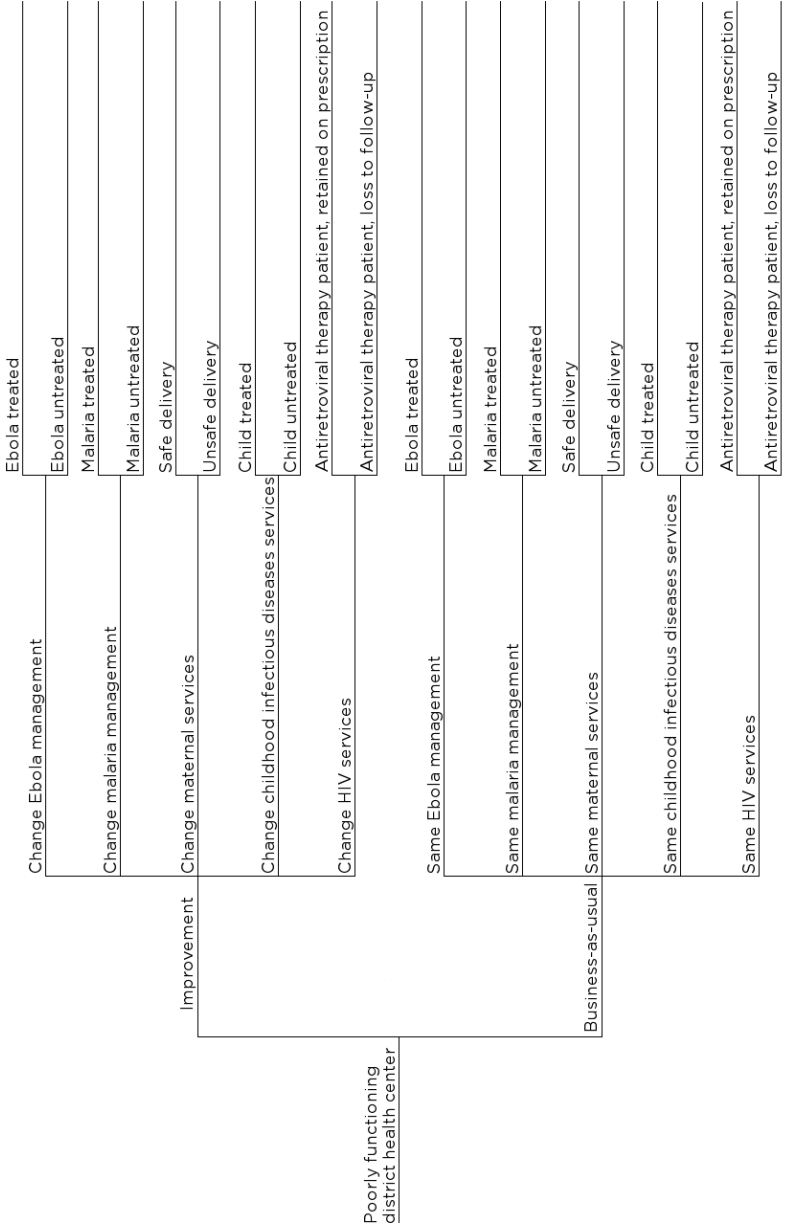 Poorly functioning
district health center
Improvement
Change Ebola management
Ebola treated
Ebola untreated
Change malaria management
Malaria treated
Malaria untreated
Change maternal services
Safe delivery
Unsafe delivery
Change childhood infectious diseases services
Child treated
Child untreated
Change HIV services
Antiretroviral therapy patient, retained on prescription
Antiretroviral therapy patient, loss to follow-up
Business-as-usual
Same Ebola management
Ebola treated
Ebola untreated
Same malaria management
Malaria treated
Malaria untreated
Same maternal services
Safe delivery
Unsafe delivery
Same childhood infectious diseases services
Child treated
Child untreated
Same HIV services
Antiretroviral therapy patient, retained on prescription
Antiretroviral therapy patient, loss to follow-up